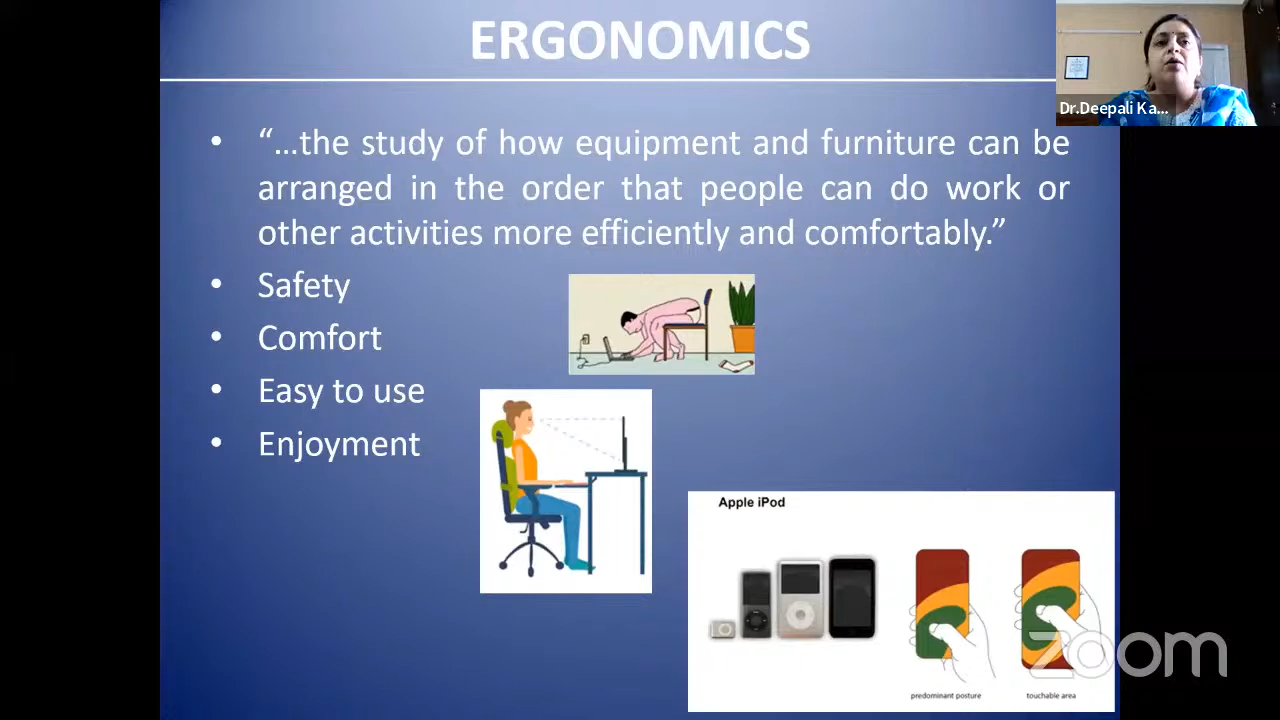 ERGONOMICS
Dr.Deepali Ka...
• “...the study of how equipment and furniture can be
arranged in the order that people can do work or
other activities more efficiently and comfortably.”
• Safety
• Comfort
• Easy to use
• Enjoyment
Apple iPod
predominant posture
touchable area
zoom